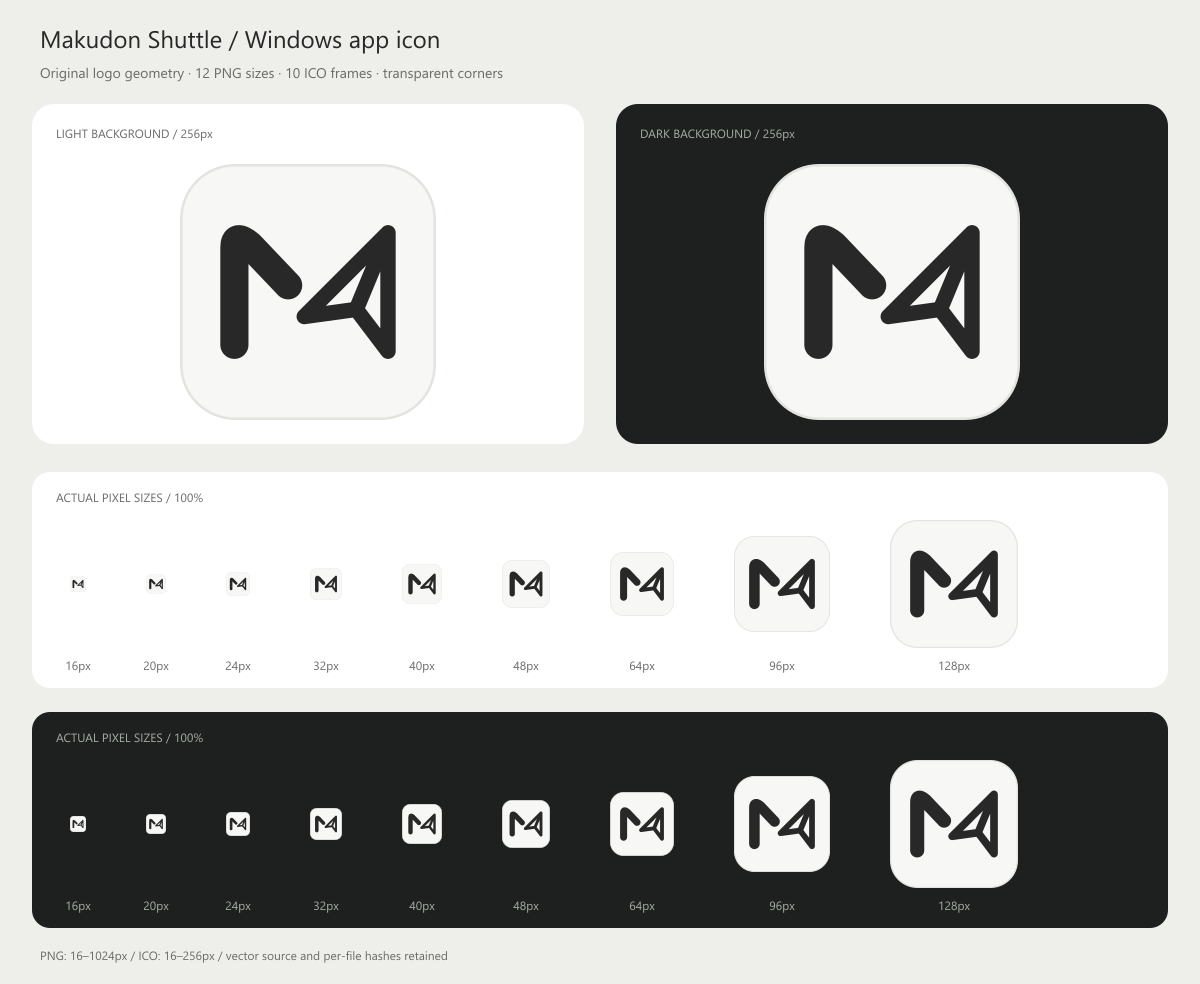 Makudon Shuttle / Windows app icon
Original logo geometry · 12 PNG sizes · 10 ICO frames · transparent corners
LIGHT BACKGROUND / 256px
DARK BACKGROUND / 256px
ACTUAL PIXEL SIZES / 100%
16px 20px 24px 32px 40px 48px 64px 96px 128px
ACTUAL PIXEL SIZES / 100%
16px 20px 24px 32px 40px 48px 64px 96px 128px
PNG: 16–1024px / ICO: 16–256px / vector source and per-file hashes retained